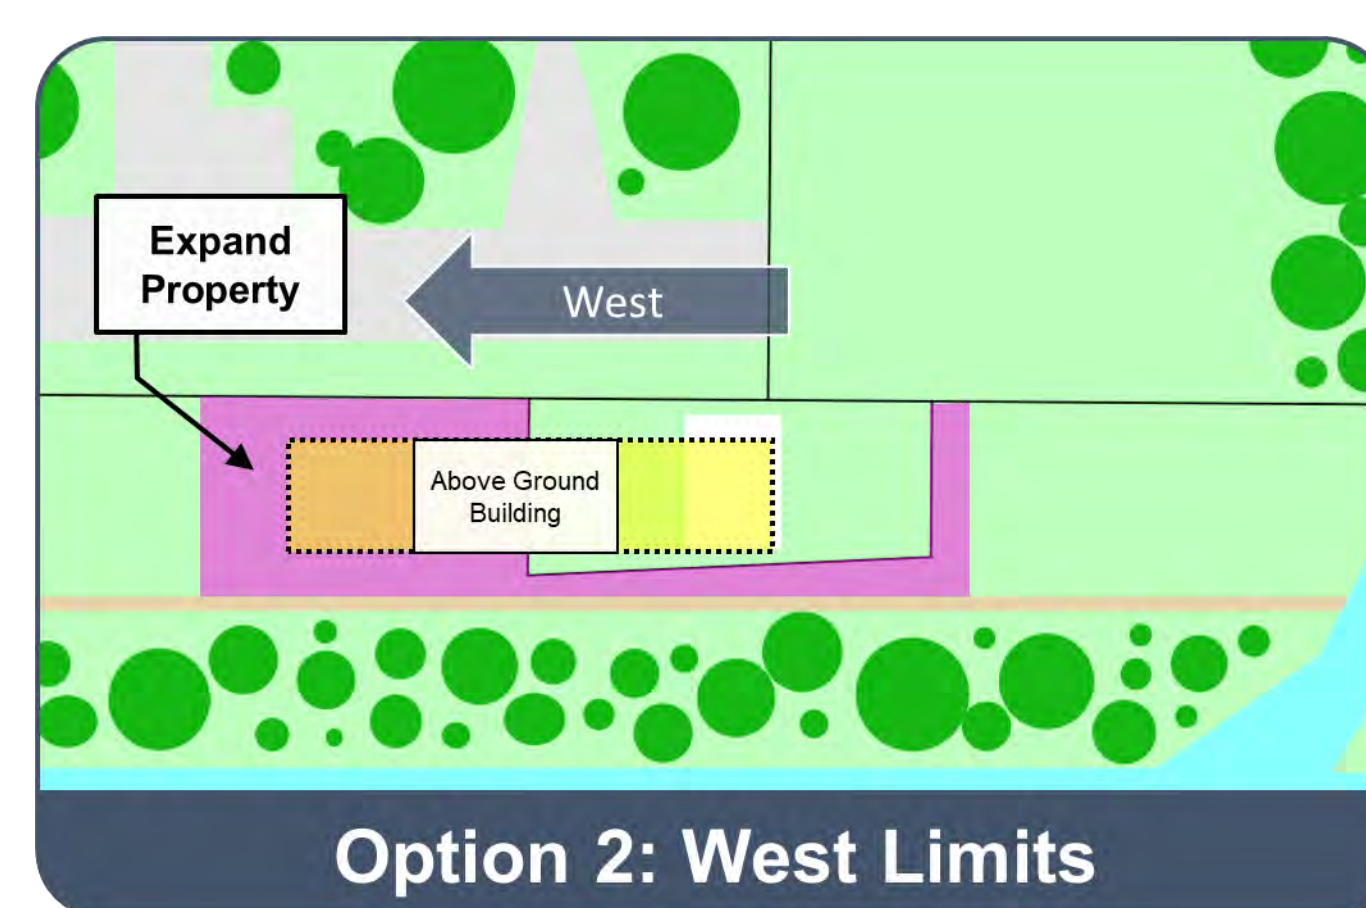 Expand
Property
West
Above Ground
Building
Option 2: West Limits